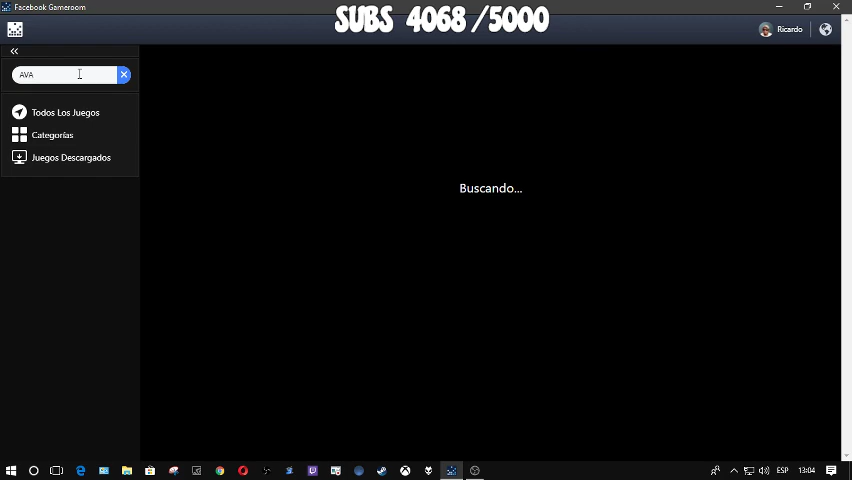 Facebook Gameroom
SUBS 4068 /5000
Ricardo
AVA
Todos Los Juegos
Categorías
Juegos Descargados
Buscando...
ESP
13:04